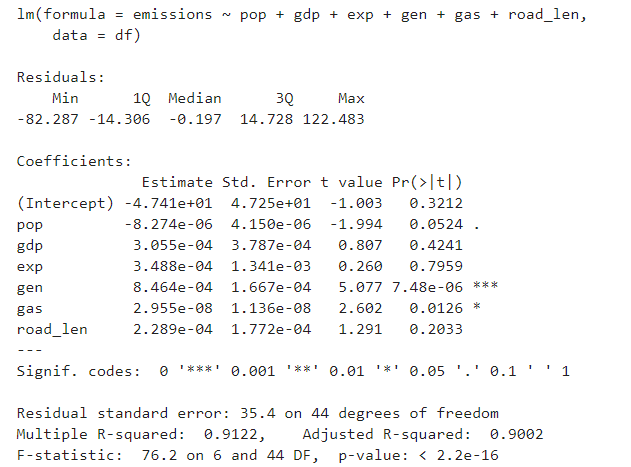 lm(formula = emissions ~ pop + gdp + exp + gen + gas + road_len,
    data = df)
Residuals:
    Min      1Q  Median      3Q     Max
-82.287 -14.306  -0.197  14.728 122.483
Coefficients:
              Estimate Std. Error t value Pr(>|t|)
(Intercept) -4.741e+01  4.725e+01  -1.003   0.3212
pop         -8.274e-06  4.150e-06  -1.994   0.0524 .
gdp          3.055e-04  3.787e-04   0.807   0.4241
exp          3.488e-04  1.341e-03   0.260   0.7959
gen          8.464e-04  1.667e-04   5.077 7.48e-06 ***
gas          2.955e-08  1.136e-08   2.602   0.0126 *
road_len     2.289e-04  1.772e-04   1.291   0.2033
---
Signif. codes:  0 '***' 0.001 '**' 0.01 '*' 0.05 '.' 0.1 ' ' 1
Residual standard error: 35.4 on 44 degrees of freedom
Multiple R-squared:  0.9122,    Adjusted R-squared:  0.9002
F-statistic:  76.2 on 6 and 44 DF,  p-value: < 2.2e-16